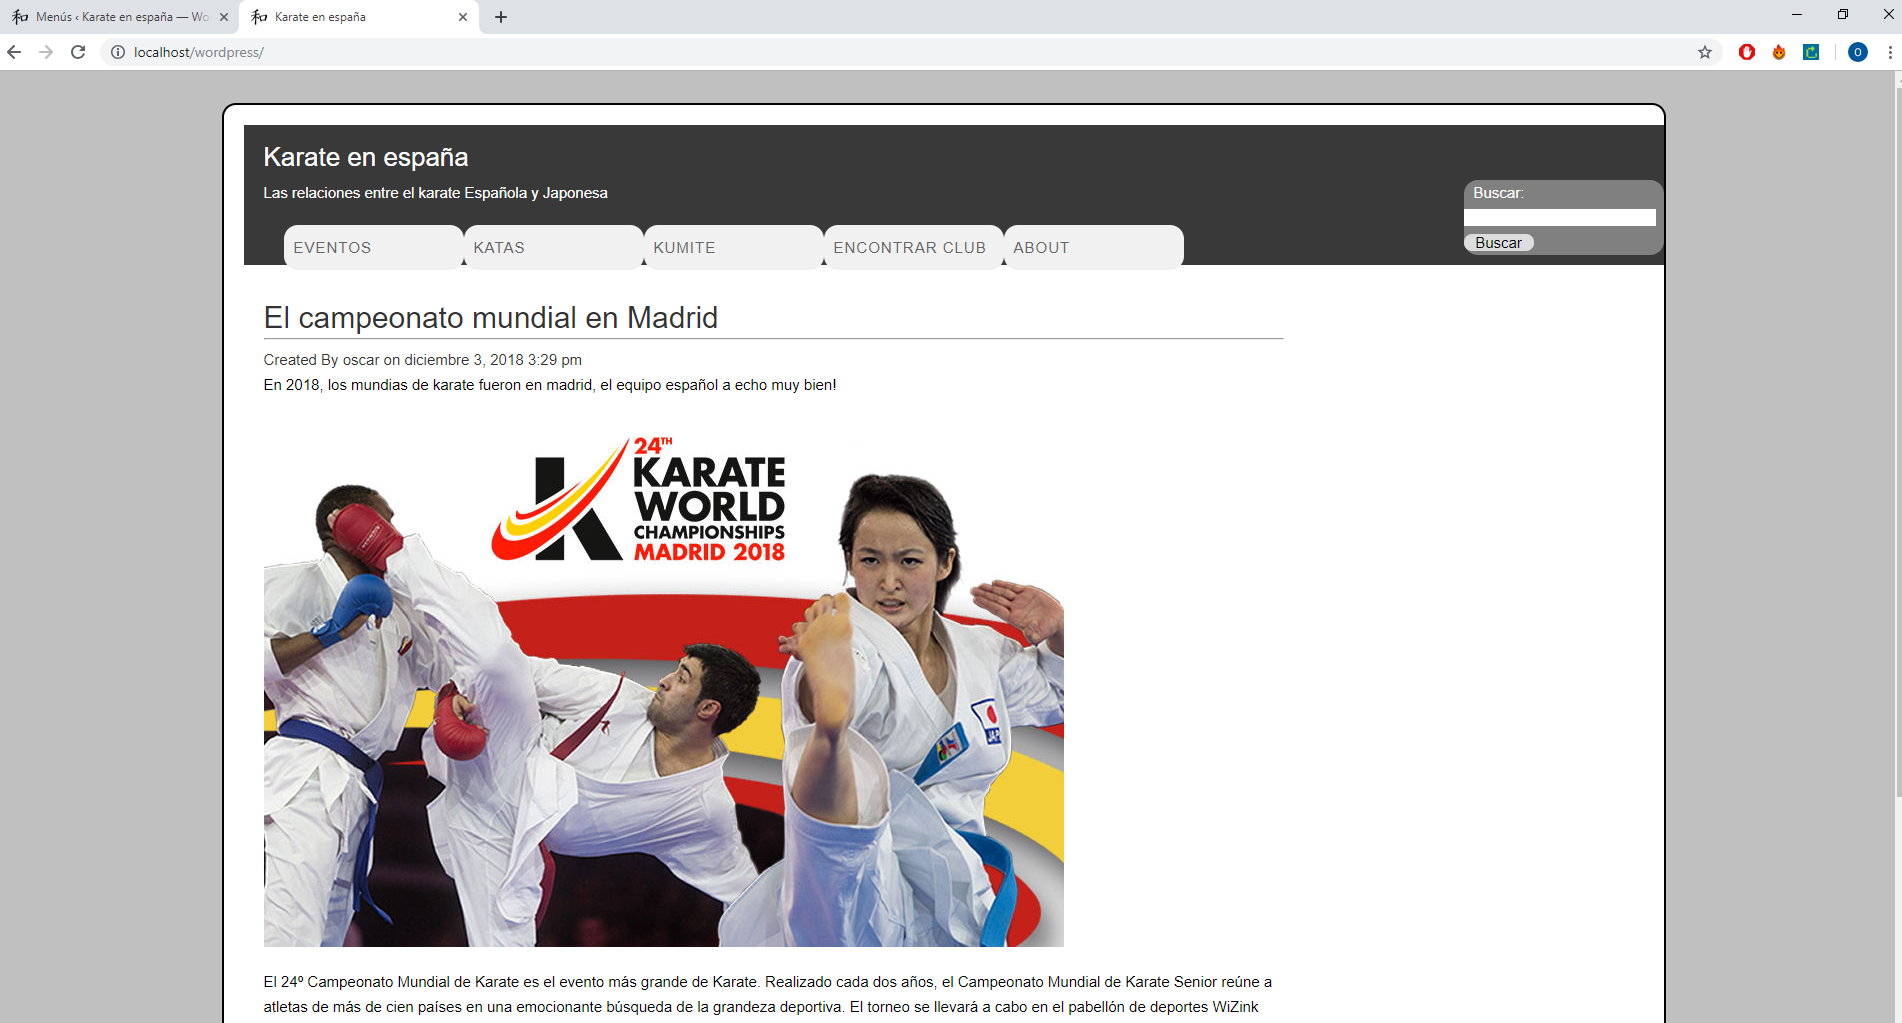 Menús ‹ Karate en españa — Wo
Karate en españa
localhost/wordpress/
O
Karate en españa
Las relaciones entre el karate Española y Japonesa
Buscar:
Buscar
EVENTOS
KATAS
KUMITE
ENCONTRAR CLUB
ABOUT
El campeonato mundial en Madrid
Created By oscar on diciembre 3, 2018 3:29 pm
En 2018, los mundias de karate fueron en madrid, el equipo español a echo muy bien!
24TH
KARATE
WORLD
CHAMPIONSHIPS
MADRID 2018
JAP
El 24º Campeonato Mundial de Karate es el evento más grande de Karate. Realizado cada dos años, el Campeonato Mundial de Karate Senior reúne a
atletas de más de cien países en una emocionante búsqueda de la grandeza deportiva. El torneo se llevará a cabo en el pabellón de deportes WiZink